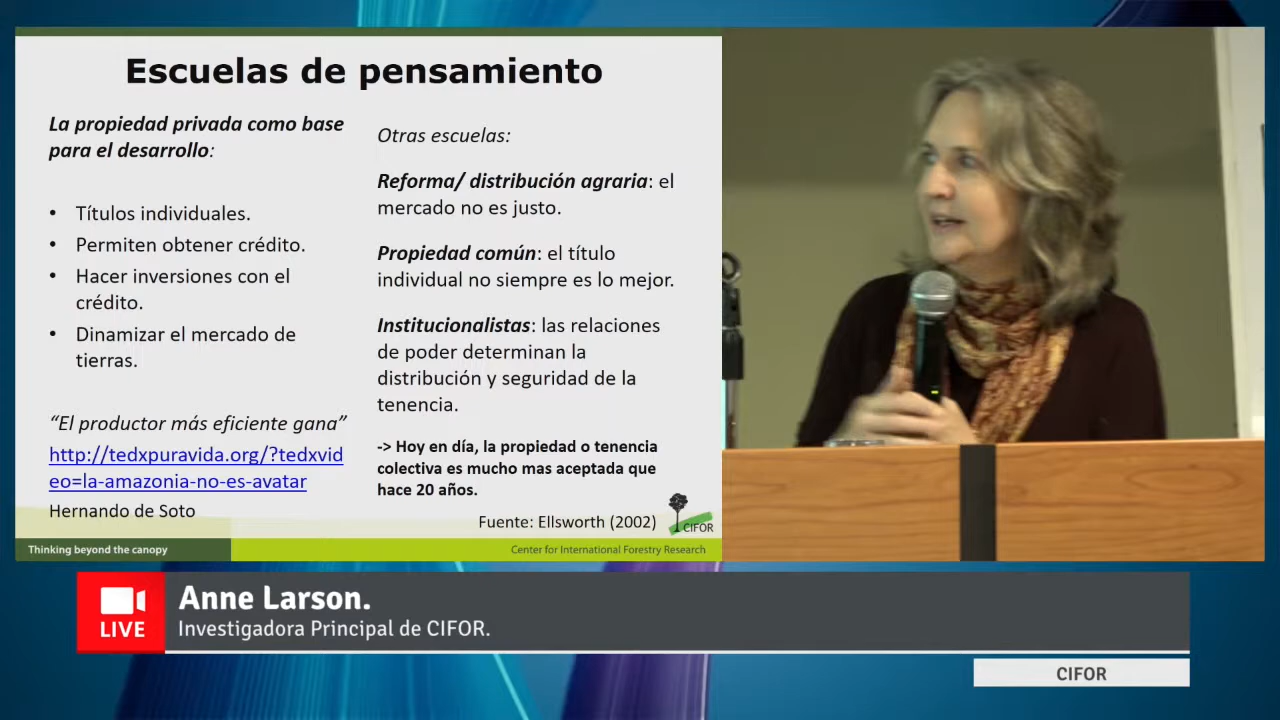 Escuelas de pensamiento
La propiedad privada como base
para el desarrollo:
• Títulos individuales.
• Permiten obtener crédito.
• Hacer inversiones con el
crédito.
• Dinamizar el mercado de
tierras.
“El productor más eficiente gana”
http://tedxpuravida.org/?tedxvid
eo=la-amazonia-no-es-avatar
Hernando de Soto
Otras escuelas:
Reforma/ distribución agraria: el
mercado no es justo.
Propiedad común: el título
individual no siempre es lo mejor.
Institucionalistas: las relaciones
de poder determinan la
distribución y seguridad de la
tenencia.
-> Hoy en día, la propiedad o tenencia
colectiva es mucho mas aceptada que
hace 20 años.
Fuente: Ellsworth (2002)
CIFOR
Thinking beyond the canopy
Center for International Forestry Research
LIVE
Anne Larson.
Investigadora Principal de CIFOR.
CIFOR